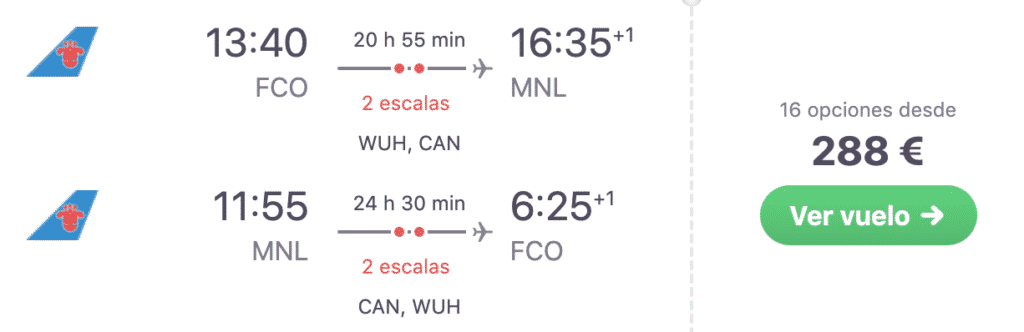 13:40
20 h 55 min
16:35+1
FCO
2 escalas
MNL
WUH, CAN
11:55
24 h 30 min
6:25+1
MNL
2 escalas
FCO
CAN, WUH
16 opciones desde
288 €
Ver vuelo →